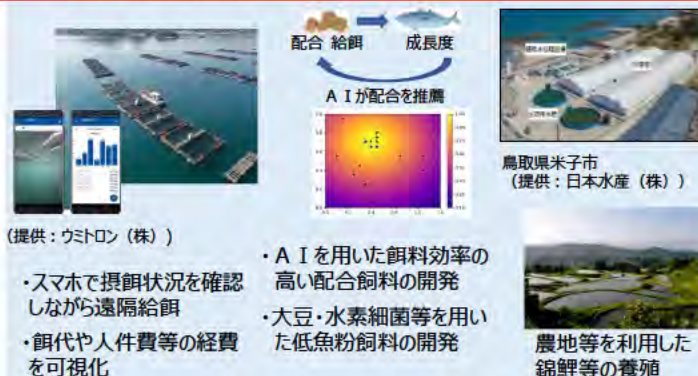 配合 給餌
成長度
ＡＩが配合を推薦
(提供：ウミトロン（株）)
・スマホで摂餌状況を確認
しながら遠隔給餌
・餌代や人件費等の経費
を可視化
・ＡＩを用いた餌料効率の
高い配合飼料の開発
・大豆・水素細菌等を用い
た低魚粉飼料の開発
鳥取県米子市
（提供：日本水産（株））
農地等を利用した
錦鯉等の養殖